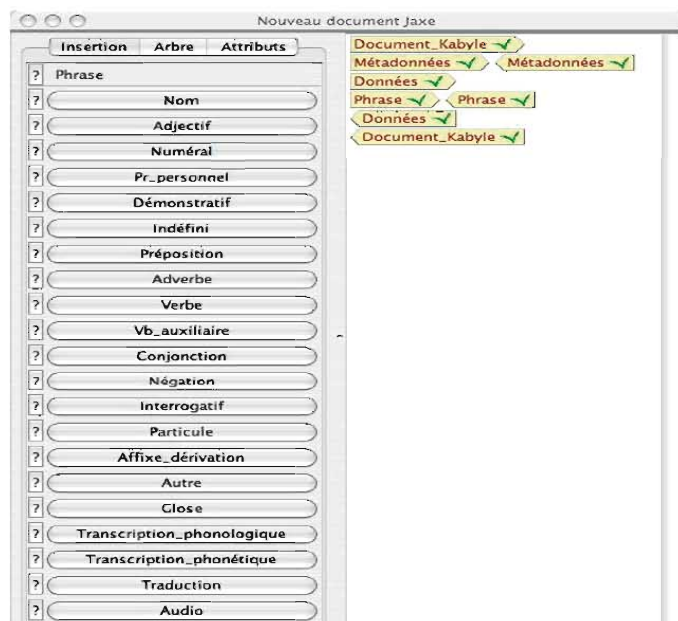 Nouveau document Jaxe
Insertion Arbre Attributs
? Phrase
? Nom
? Adjectif
? Numéral
? Pr_personnel
? Démonstratif
? Indéfini
? Préposition
? Adverbe
? Verbe
? Vb_auxiliaire
? Conjonction
? Négation
? Interrogatif
? Particule
? Affixe_dérivation
? Autre
? Glose
? Transcription_phonologique
? Transcription_phonétique
? Traduction
? Audio
Document_Kabyle
Métadonnées Métadonnées
Données
Phrase Phrase
Données
Document_Kabyle